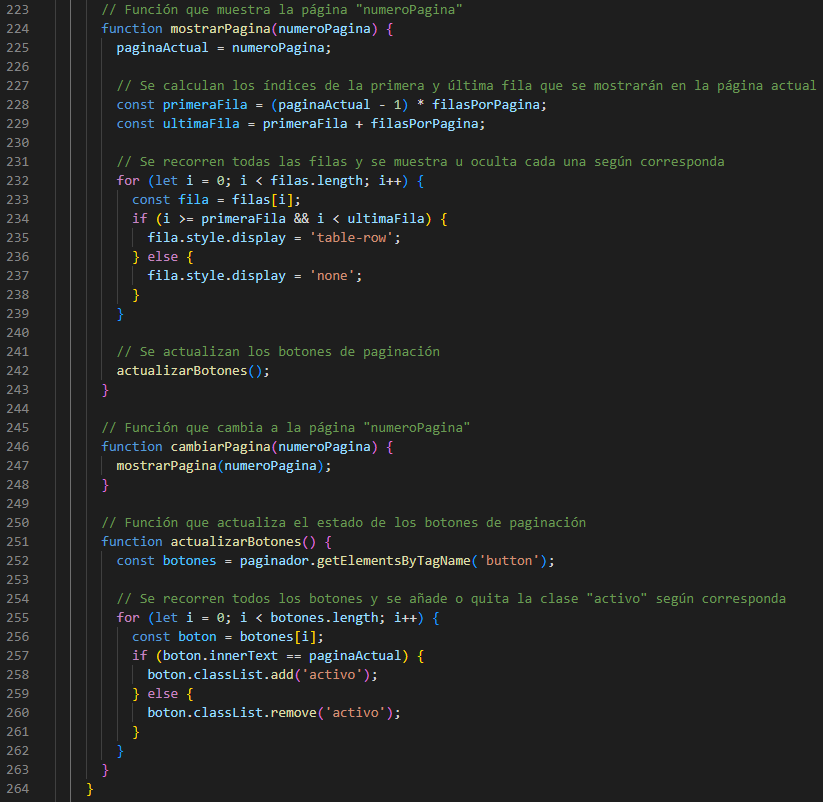 223 // Función que muestra la página "numeroPagina"
224 function mostrarPagina(numeroPagina) {
225 paginaActual = numeroPagina;
226
227 // Se calculan los índices de la primera y última fila que se mostrarán en la página actual
228 const primeraFila = (paginaActual - 1) * filasPorPagina;
229 const ultimaFila = primeraFila + filasPorPagina;
230
231 // Se recorren todas las filas y se muestra u oculta cada una según corresponda
232 for (let i = 0; i < filas.length; i++) {
233 const fila = filas[i];
234 if (i >= primeraFila && i < ultimaFila) {
235 fila.style.display = 'table-row';
236 } else {
237 fila.style.display = 'none';
238 }
239 }
240
241 // Se actualizan los botones de paginación
242 actualizarBotones();
243 }
244
245 // Función que cambia a la página "numeroPagina"
246 function cambiarPagina(numeroPagina) {
247 mostrarPagina(numeroPagina);
248 }
249
250 // Función que actualiza el estado de los botones de paginación
251 function actualizarBotones() {
252 const botones = paginador.getElementsByTagName('button');
253
254 // Se recorren todos los botones y se añade o quita la clase "activo" según corresponda
255 for (let i = 0; i < botones.length; i++) {
256 const boton = botones[i];
257 if (boton.innerText == paginaActual) {
258 boton.classList.add('activo');
259 } else {
260 boton.classList.remove('activo');
261 }
262 }
263 }
264 }